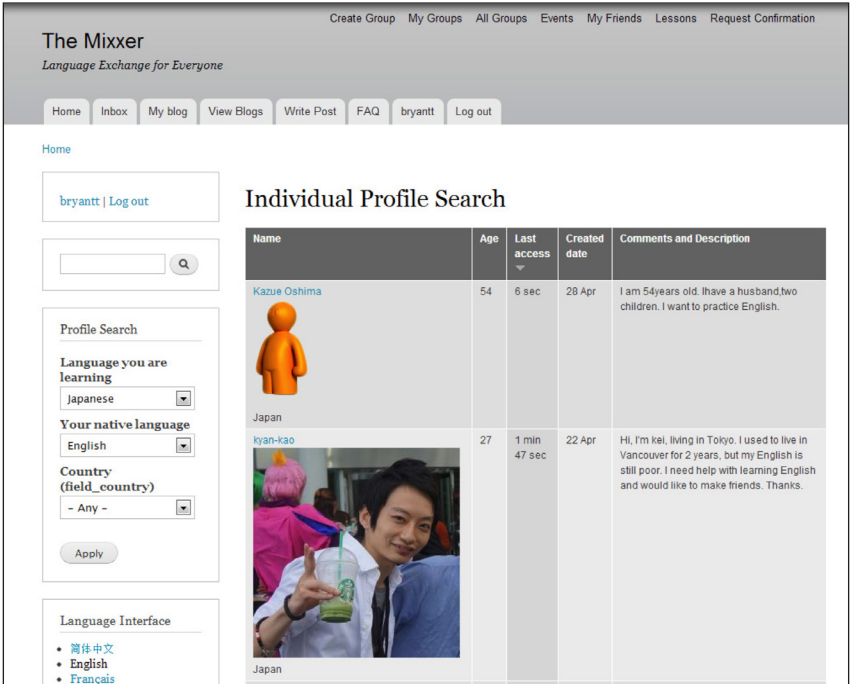 Create Group My Groups All Groups Events My Friends Lessons Request Confirmation
The Mixxer
Language Exchange for Everyone
Home Inbox My blog View Blogs Write Post FAQ bryantt Log out
Home
bryantt | Log out
Profile Search
Language you are
learning
Japanese
Your native language
English
Country
(field_country)
- Any -
Apply
Language Interface
简体中文
English
Français
Individual Profile Search
Name Age Last access Created date Comments and Description
Kazue Oshima 54 6 sec 28 Apr I am 54years old. Ihave a husband,two
children. I want to practice English.
Japan
kyan-kao 27 1 min 22 Apr Hi, I'm kei, living in Tokyo. I used to live in
47 sec Vancouver for 2 years, but my English is
still poor. I need help with learning English
and would like to make friends. Thanks.
Japan